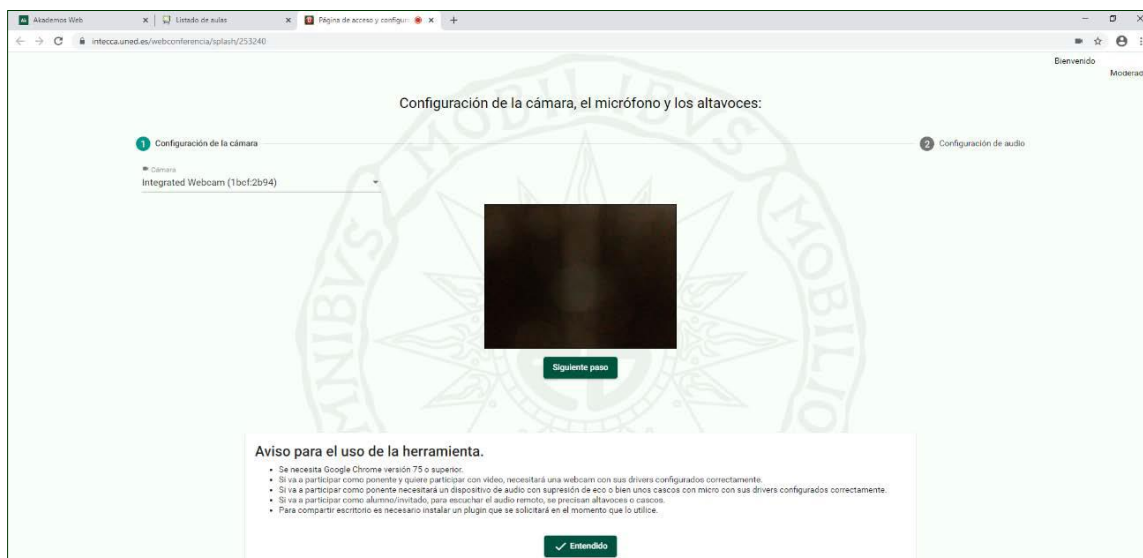 Akademos Web
Listado de aulas
Página de acceso y configur
intecca.uned.es/webconferencia/splash/253240
Bienvenido
Moderad
Configuración de la cámara, el micrófono y los altavoces:
1 Configuración de la cámara
2 Configuración de audio
Cámara
Integrated Webcam (1bcf:2b94)
OMNIBVS MOBILIBVS MOBILIO
Siguiente paso
Aviso para el uso de la herramienta.
• Se necesita Google Chrome versión 75 o superior.
• Si va a participar como ponente y quiere participar con video, necesitará una webcam con sus drivers configurados correctamente.
• Si va a participar como ponente necesitará un dispositivo de audio con supresión de eco o bien unos cascos con micro con sus drivers configurados correctamente.
• Si va a participar como alumno/invitado, para escuchar el audio remoto, se precisan altavoces o cascos.
• Para compartir escritorio es necesario instalar un plugin que se solicitará en el momento que lo utilice.
Entendido